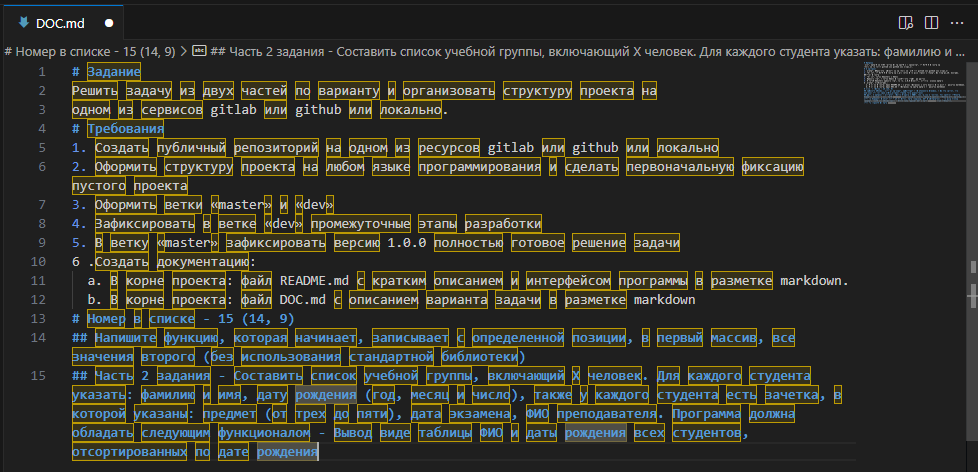 DOC.md
# Номер в списке - 15 (14, 9) > abc ## Часть 2 задания - Составить список учебной группы, включающий X человек. Для каждого студента указать: фамилию и ...
1 # Задание
2 Решить задачу из двух частей по варианту и организовать структуру проекта на
3 одном из сервисов gitlab или github или локально.
4 # Требования
5 1. Создать публичный репозиторий на одном из ресурсов gitlab или github или локально
6 2. Оформить структуру проекта на любом языке программирования и сделать первоначальную фиксацию
пустого проекта
7 3. Оформить ветки «master» и «dev»
8 4. Зафиксировать в ветке «dev» промежуточные этапы разработки
9 5. В ветку «master» зафиксировать версию 1.0.0 полностью готовое решение задачи
10 6 .Создать документацию:
11 a. В корне проекта: файл README.md с кратким описанием и интерфейсом программы в разметке markdown.
12 b. В корне проекта: файл DOC.md с описанием варианта задачи в разметке markdown
13 # Номер в списке - 15 (14, 9)
14 ## Напишите функцию, которая начинает, записывает с определенной позиции, в первый массив, все
значения второго (без использования стандартной библиотеки)
15 ## Часть 2 задания - Составить список учебной группы, включающий X человек. Для каждого студента
указать: фамилию и имя, дату рождения (год, месяц и число), также у каждого студента есть зачетка, в
которой указаны: предмет (от трех до пяти), дата экзамена, ФИО преподавателя. Программа должна
обладать следующим функционалом - Вывод виде таблицы ФИО и даты рождения всех студентов,
отсортированных по дате рождения